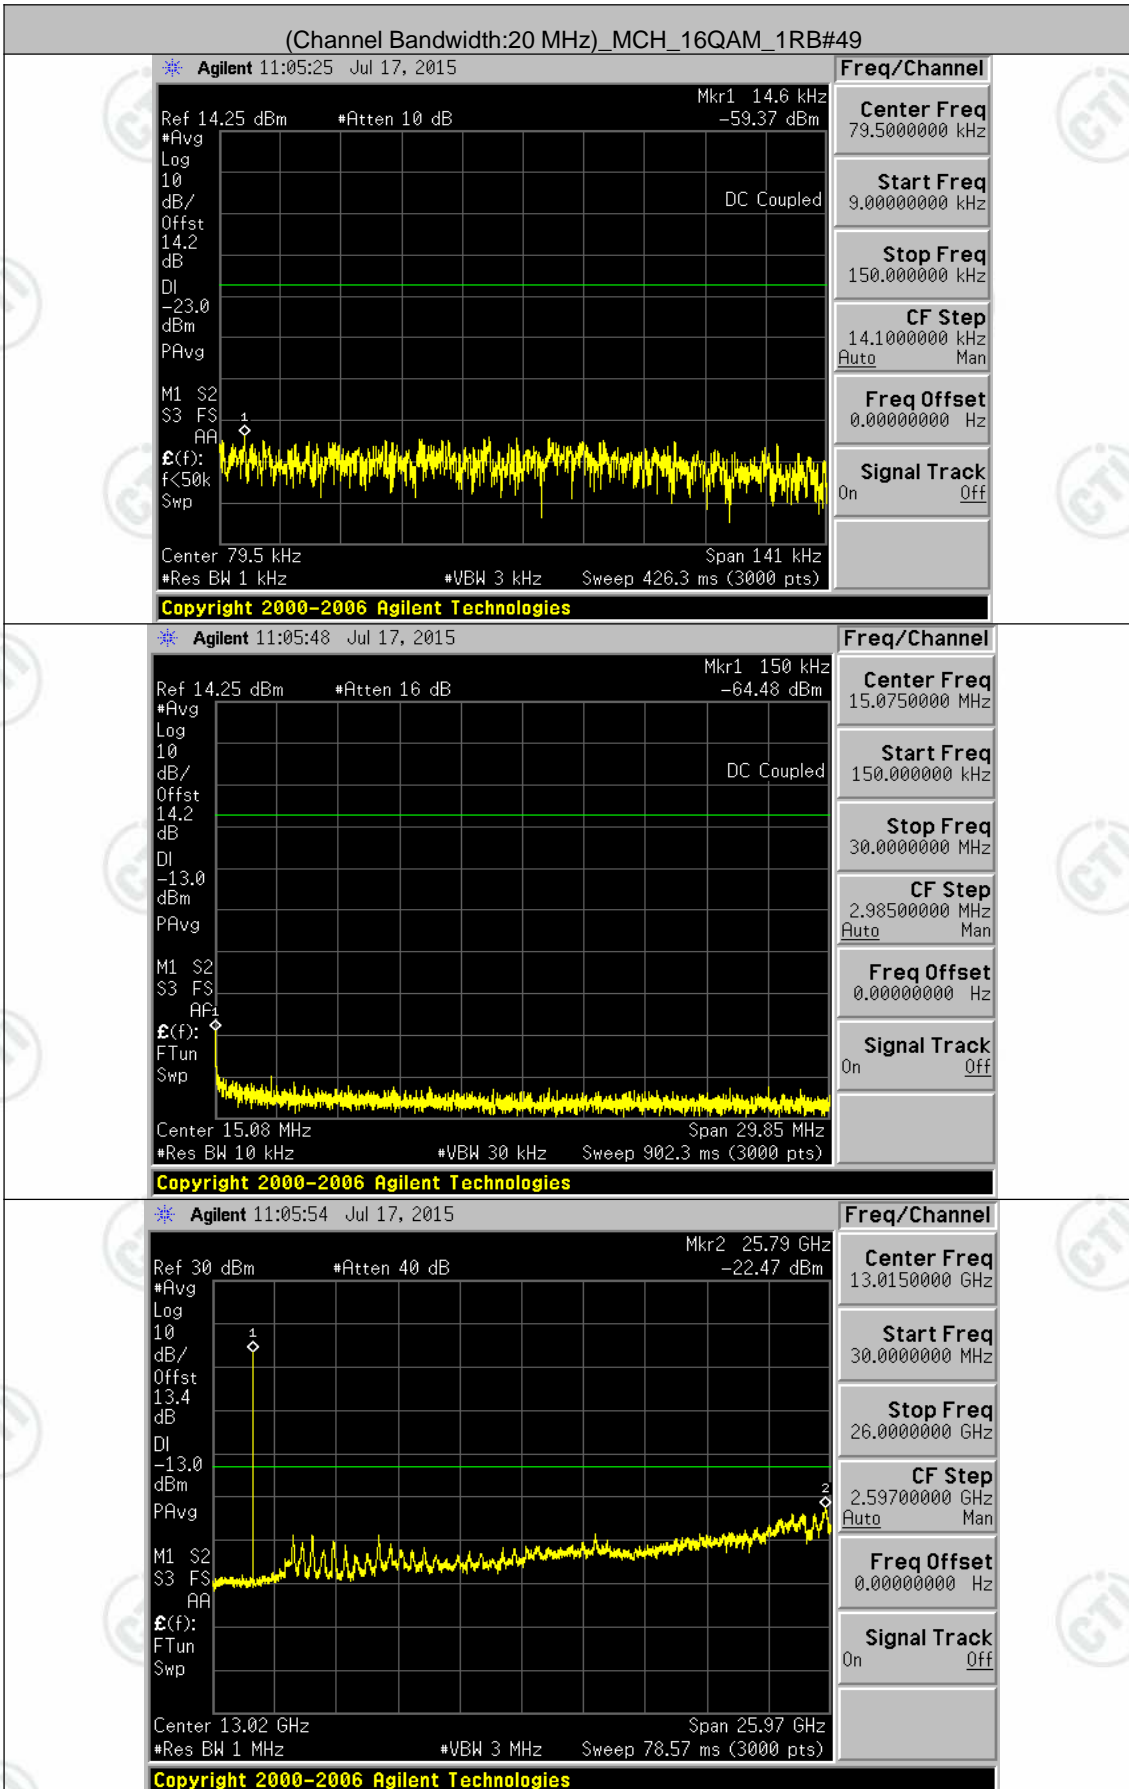 (Channel Bandwidth:20 MHz)_MCH_16QAM_1RB#49
Agilent 11:05:25 Jul 17, 2015
Freq/Channel
Mkr1 14.6 kHz
Ref 14.25 dBm #Atten 10 dB -59.37 dBm
#Avg
Log
10
dB/
Offst
14.2
dB
DI
-23.0
dBm
PAvg
M1 S2
S3 FS
AA
£(f):
f<50k
Swp
DC Coupled
1
Center 79.5 kHz Span 141 kHz
#Res BW 1 kHz #VBW 3 kHz Sweep 426.3 ms (3000 pts)
Copyright 2000-2006 Agilent Technologies
Center Freq
79.5000000 kHz
Start Freq
9.00000000 kHz
Stop Freq
150.000000 kHz
CF Step
14.1000000 kHz
Auto Man
Freq Offset
0.00000000 Hz
Signal Track
On Off
Agilent 11:05:48 Jul 17, 2015
Freq/Channel
Mkr1 150 kHz
Ref 14.25 dBm #Atten 16 dB -64.48 dBm
#Avg
Log
10
dB/
Offst
14.2
dB
DI
-13.0
dBm
PAvg
M1 S2
S3 FS
AA
£(f):
FTun
Swp
DC Coupled
1
Center 15.08 MHz Span 29.85 MHz
#Res BW 10 kHz #VBW 30 kHz Sweep 902.3 ms (3000 pts)
Copyright 2000-2006 Agilent Technologies
Center Freq
15.0750000 MHz
Start Freq
150.000000 kHz
Stop Freq
30.0000000 MHz
CF Step
2.98500000 MHz
Auto Man
Freq Offset
0.00000000 Hz
Signal Track
On Off
Agilent 11:05:54 Jul 17, 2015
Freq/Channel
Mkr2 25.79 GHz
Ref 30 dBm #Atten 40 dB -22.47 dBm
#Avg
Log
10
dB/
Offst
13.4
dB
DI
-13.0
dBm
PAvg
M1 S2
S3 FS
AA
£(f):
FTun
Swp
1
2
Center 13.02 GHz Span 25.97 GHz
#Res BW 1 MHz #VBW 3 MHz Sweep 78.57 ms (3000 pts)
Copyright 2000-2006 Agilent Technologies
Center Freq
13.0150000 GHz
Start Freq
30.0000000 MHz
Stop Freq
26.0000000 GHz
CF Step
2.59700000 GHz
Auto Man
Freq Offset
0.00000000 Hz
Signal Track
On Off
CTI
CTI
CTI
CTI
CTI
CTI
CTI
CTI